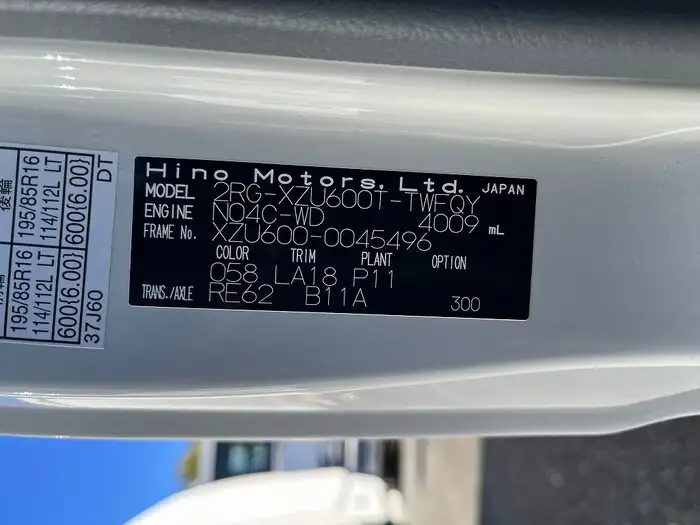 Hino Motors,Ltd. JAPAN
MODEL 2RG-XZU600T-TWFQY
ENGINE N04C-WD 4009 mL
FRAME No. XZU600-0045496
COLOR TRIM PLANT OPTION
058 LA18 P11
TRANS./AXLE RE62 B11A 300
後輪
195/85R16
114/112L LT
600{6.00}
DT
195/85R16
114/112L LT
600{6.00}
37J60